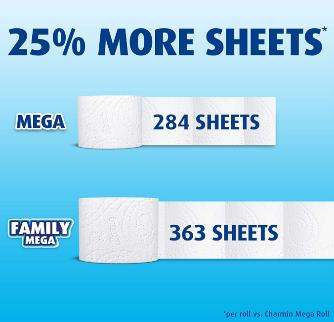 25% MORE SHEETS*
MEGA
284 SHEETS
FAMILY
MEGA
363 SHEETS
*per roll vs. Charmin Mega Roll